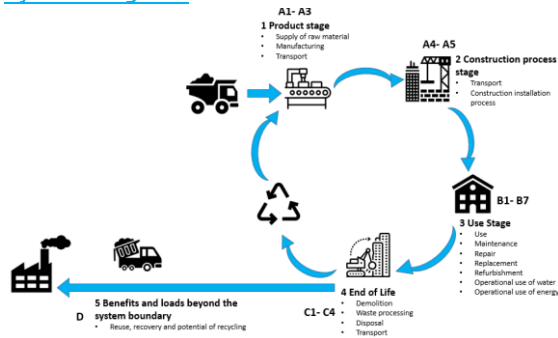 A1- A3
1 Product stage
• Supply of raw material
• Manufacturing
• Transport
A4- A5
2 Construction process
stage
• Transport
• Construction installation
process
B1- B7
3 Use Stage
• Use
• Maintenance
• Repair
• Replacement
• Refurbishment
• Operational use of water
• Operational use of energy
4 End of Life
C1- C4
• Demolition
• Waste processing
• Disposal
• Transport
5 Benefits and loads beyond the
D system boundary
• Reuse, recovery and potential of recycling